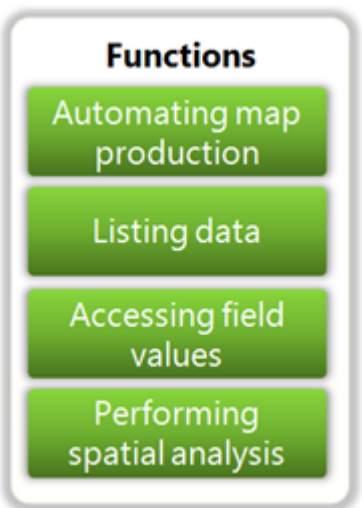 Functions
Automating map
production
Listing data
Accessing field
values
Performing
spatial analysis